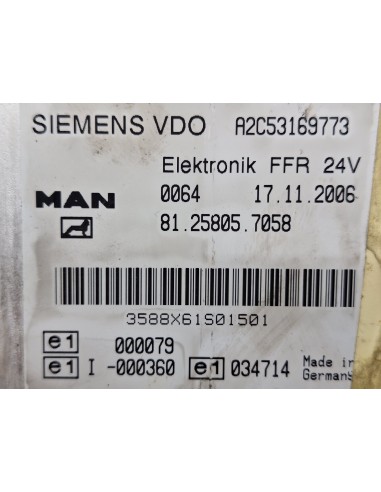 SIEMENS VDO A2C53169773
Elektronik FFR 24V
MAN 0064 17.11.2006
81.25805.7058
3588X61S01501
e1 000079
e1 I -000360 e1 034714 Made in
Germany